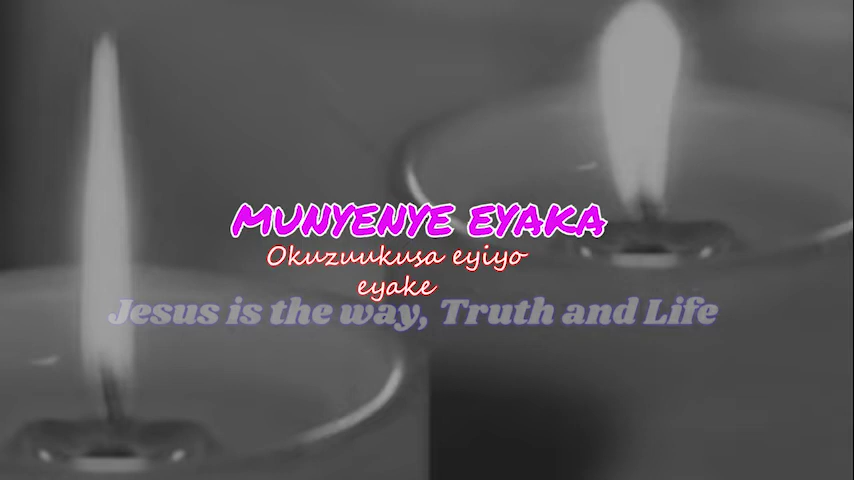 MUNYENYE EYAKA
Okuzuukusa eyiyo
eyake
Jesus is the way, Truth and Life